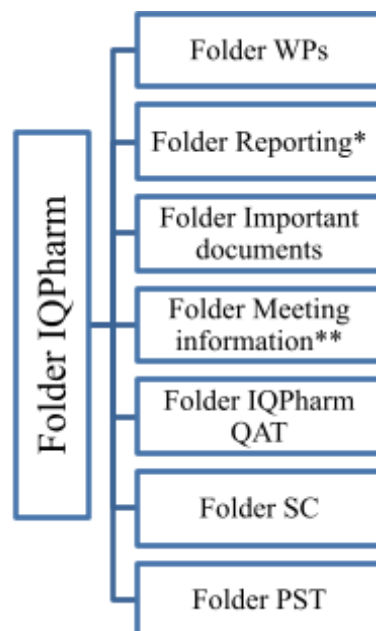 Folder IQPharm
Folder WPs
Folder Reporting*
Folder Important
documents
Folder Meeting
information**
Folder IQPharm
QAT
Folder SC
Folder PST